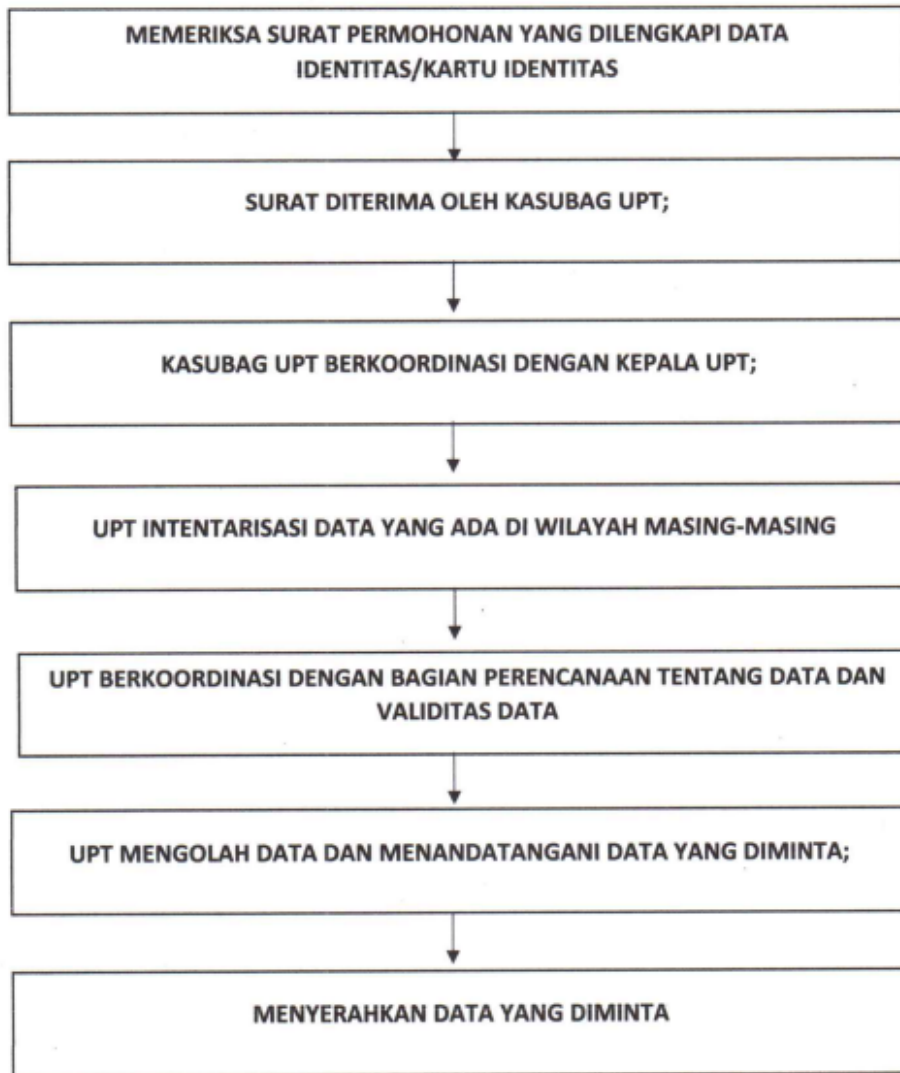 MEMERIKSA SURAT PERMOHONAN YANG DILENGKAPI DATA
IDENTITAS/KARTU IDENTITAS
SURAT DITERIMA OLEH KASUBAG UPT;
KASUBAG UPT BERKOORDINASI DENGAN KEPALA UPT;
UPT INTENTARISASI DATA YANG ADA DI WILAYAH MASING-MASING
UPT BERKOORDINASI DENGAN BAGIAN PERENCANAAN TENTANG DATA DAN
VALIDITAS DATA
UPT MENGOLAH DATA DAN MENANDATANGANI DATA YANG DIMINTA;
MENYERAHKAN DATA YANG DIMINTA